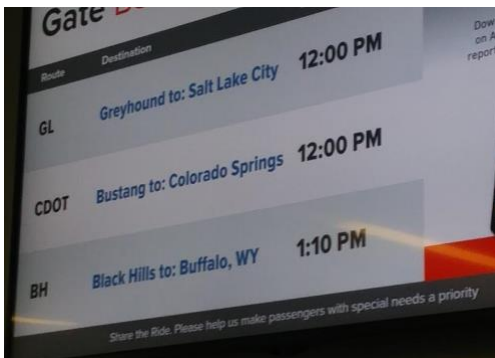 Gate
Route Destination
GL Greyhound to: Salt Lake City 12:00 PM
CDOT Bustang to: Colorado Springs 12:00 PM
BH Black Hills to: Buffalo, WY 1:10 PM
Share the Ride. Please help us make passengers with special needs a priority
on A